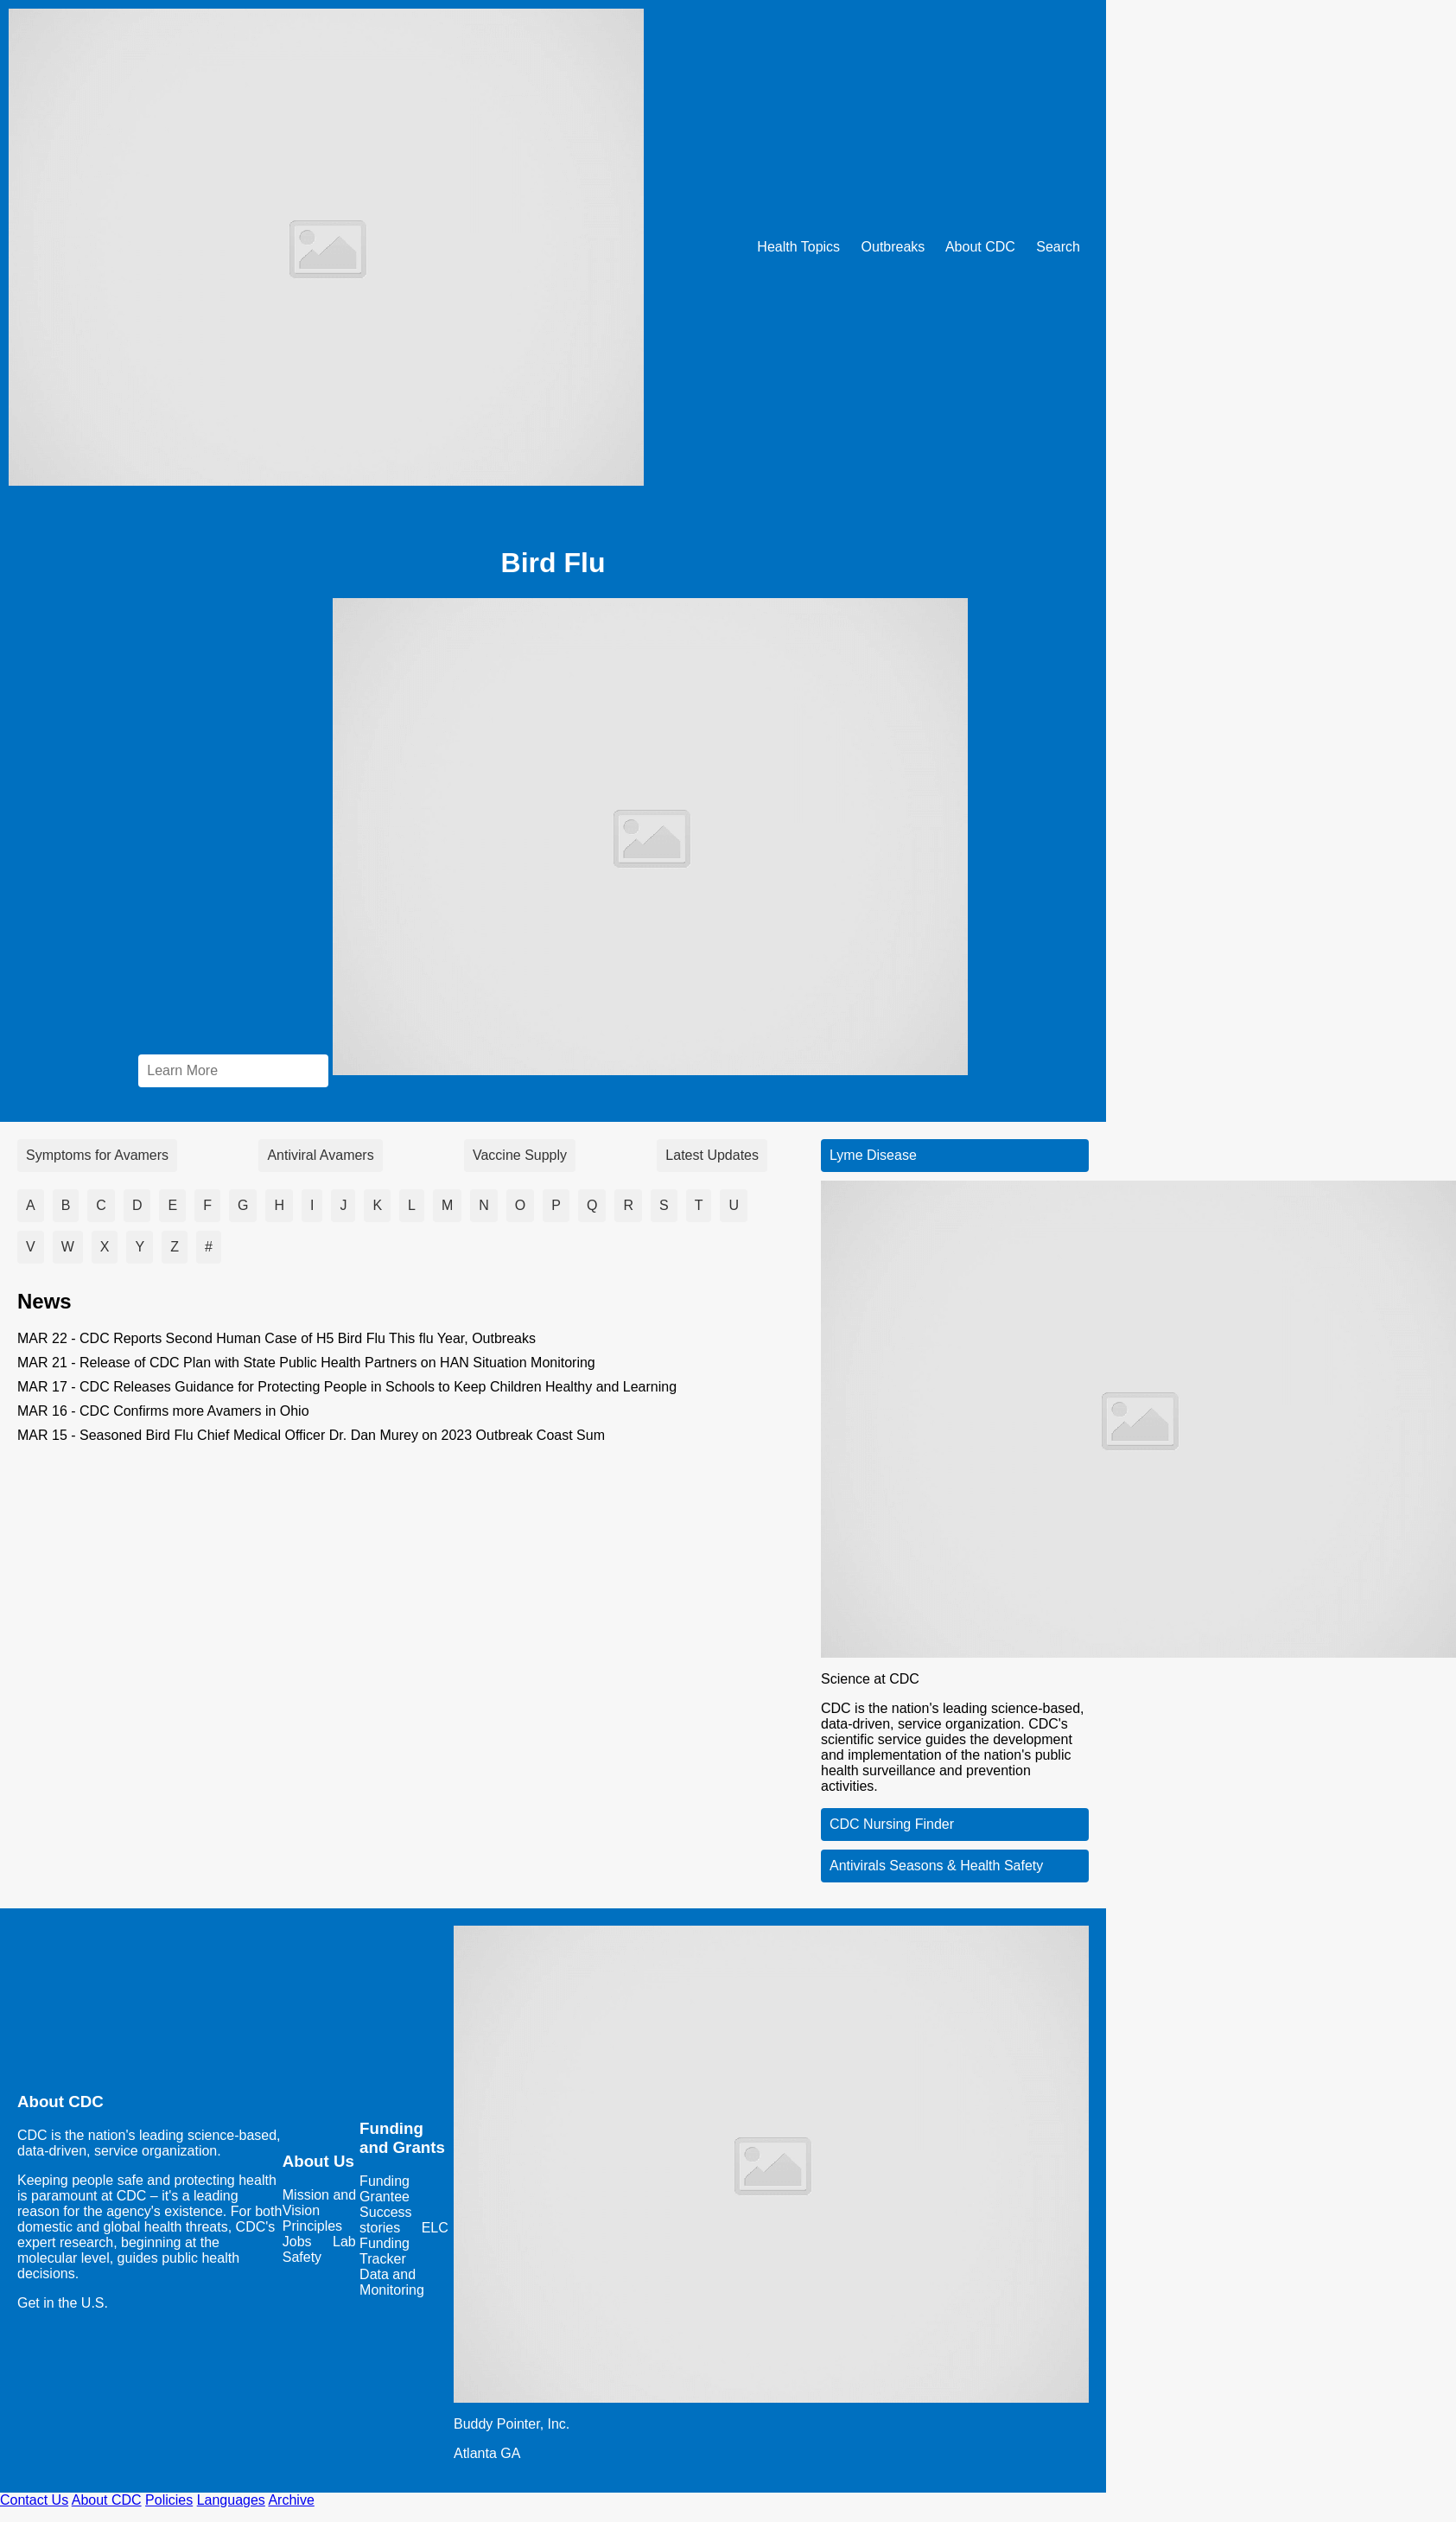 Health Topics Outbreaks About CDC Search
Bird Flu
Learn More
Symptoms for Avamers Antiviral Avamers Vaccine Supply Latest Updates
A B C D E F G H I J K L M N O P Q R S T U
V W X Y Z #
News
MAR 22 - CDC Reports Second Human Case of H5 Bird Flu This flu Year, Outbreaks
MAR 21 - Release of CDC Plan with State Public Health Partners on HAN Situation Monitoring
MAR 17 - CDC Releases Guidance for Protecting People in Schools to Keep Children Healthy and Learning
MAR 16 - CDC Confirms more Avamers in Ohio
MAR 15 - Seasoned Bird Flu Chief Medical Officer Dr. Dan Murey on 2023 Outbreak Coast Sum
Lyme Disease
Science at CDC
CDC is the nation's leading science-based,
data-driven, service organization. CDC's
scientific service guides the development
and implementation of the nation's public
health surveillance and prevention
activities.
CDC Nursing Finder
Antivirals Seasons & Health Safety
About CDC
CDC is the nation's leading science-based,
data-driven, service organization.
Keeping people safe and protecting health
is paramount at CDC – it's a leading
reason for the agency's existence. For both
domestic and global health threats, CDC's
expert research, beginning at the
molecular level, guides public health
decisions.
Get in the U.S.
About Us
Mission and
Vision
Principles
Jobs Lab
Safety
Funding
and Grants
Funding
Grantee
Success
stories ELC
Funding
Tracker
Data and
Monitoring
Buddy Pointer, Inc.
Atlanta GA
Contact Us About CDC Policies Languages Archive